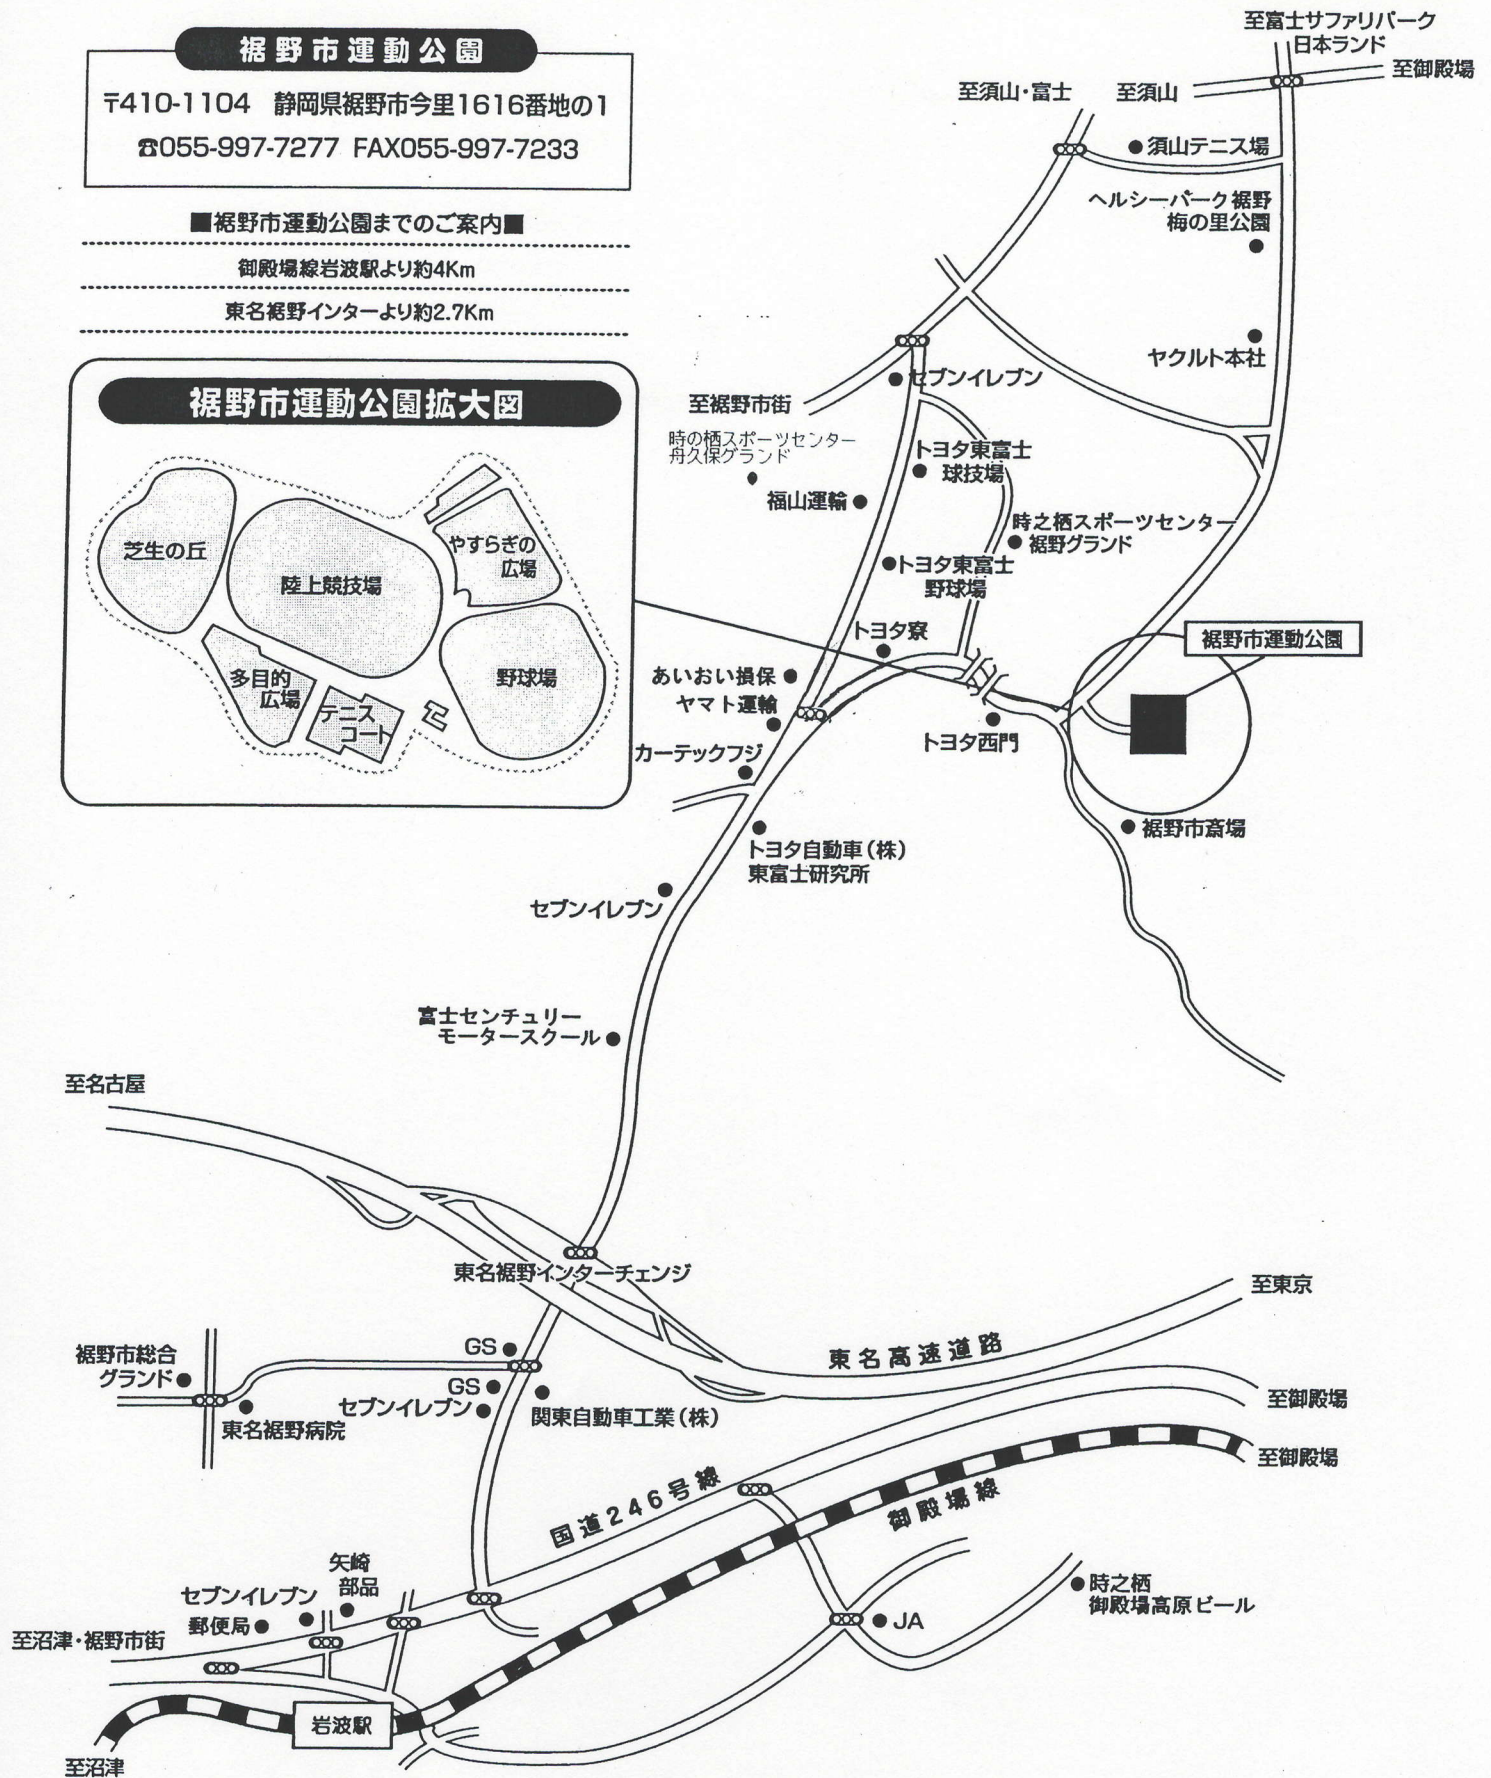 裾野市運動公園
〒410-1104　静岡県裾野市今里1616番地の1
☎055-997-7277 FAX055-997-7233
■裾野市運動公園までのご案内■
御殿場線岩波駅より約4Km
東名裾野インターより約2.7Km
裾野市運動公園拡大図
芝生の丘
陸上競技場
やすらぎの
広場
多目的
広場
テニス
コート
野球場
至富士サファリパーク
日本ランド
至御殿場
至須山・富士
至須山
須山テニス場
ヘルシーパーク裾野
梅の里公園
ヤクルト本社
セブンイレブン
至裾野市街
時の栖スポーツセンター
舟久保グランド
トヨタ東富士
球技場
福山運輸
時之栖スポーツセンター
裾野グランド
トヨタ東富士
野球場
トヨタ寮
裾野市運動公園
あいおい損保
ヤマト運輸
トヨタ西門
カーテックフジ
裾野市斎場
トヨタ自動車(株)
東富士研究所
セブンイレブン
富士センチュリー
モータースクール
至名古屋
東名裾野インターチェンジ
至東京
東名高速道路
裾野市総合
グランド
GS
GS
セブンイレブン
関東自動車工業(株)
東名裾野病院
至御殿場
至御殿場
国道246号線
御殿場線
矢崎
部品
セブンイレブン
郵便局
至沼津・裾野市街
時之栖
御殿場高原ビール
JA
岩波駅
至沼津